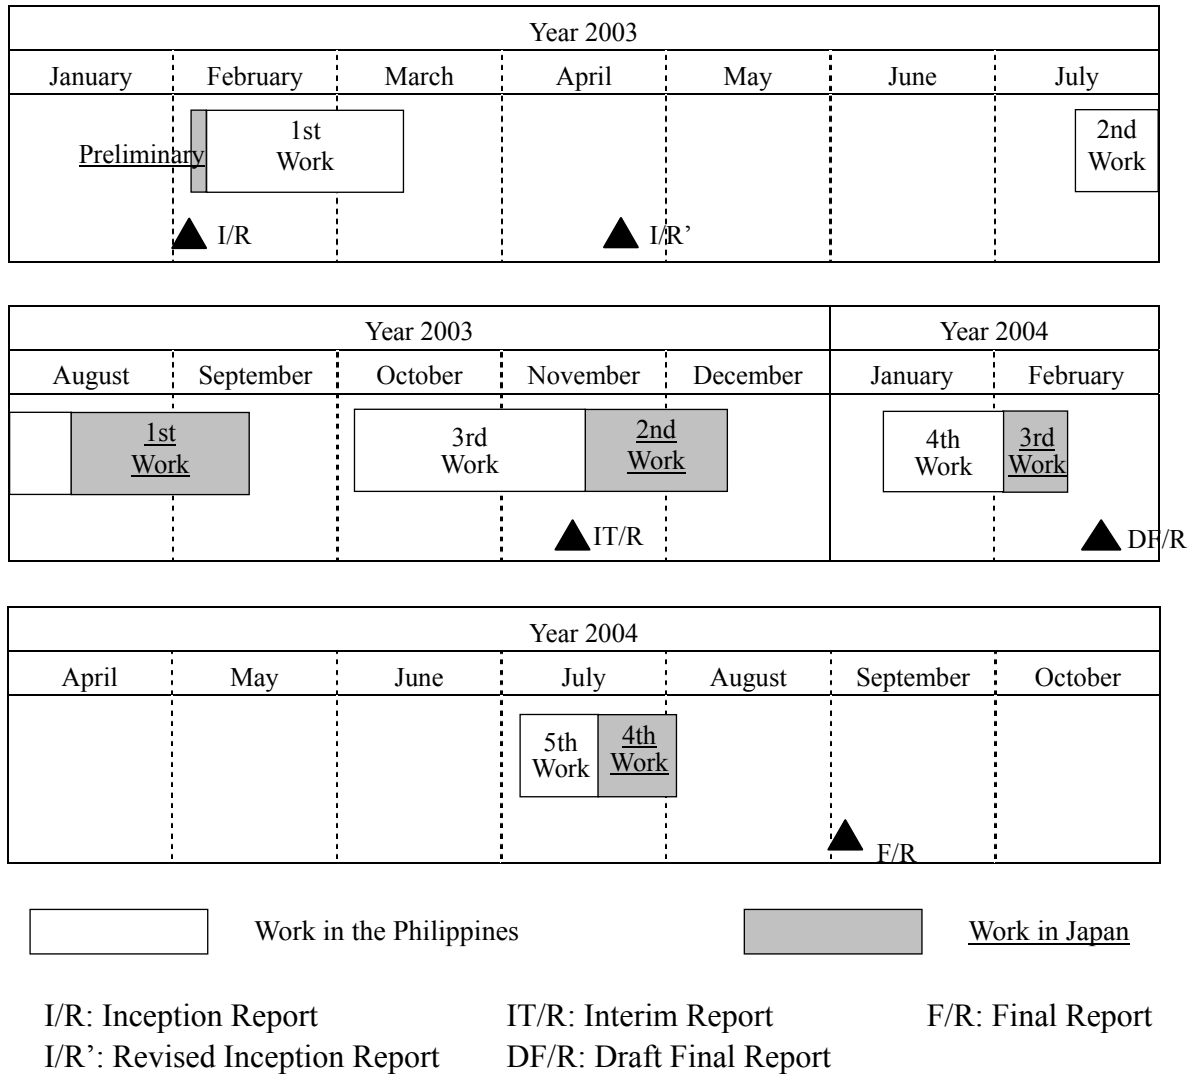 Year 2003
January February March April May June July
Preliminary
1st
Work
2nd
Work
I/R
I/R’
Year 2003 Year 2004
August September October November December January February
1st
Work
3rd
Work
2nd
Work
4th
Work
3rd
Work
IT/R
DF/R
Year 2004
April May June July August September October
5th
Work
4th
Work
F/R
Work in the Philippines Work in Japan
I/R: Inception Report IT/R: Interim Report F/R: Final Report
I/R’: Revised Inception Report DF/R: Draft Final Report